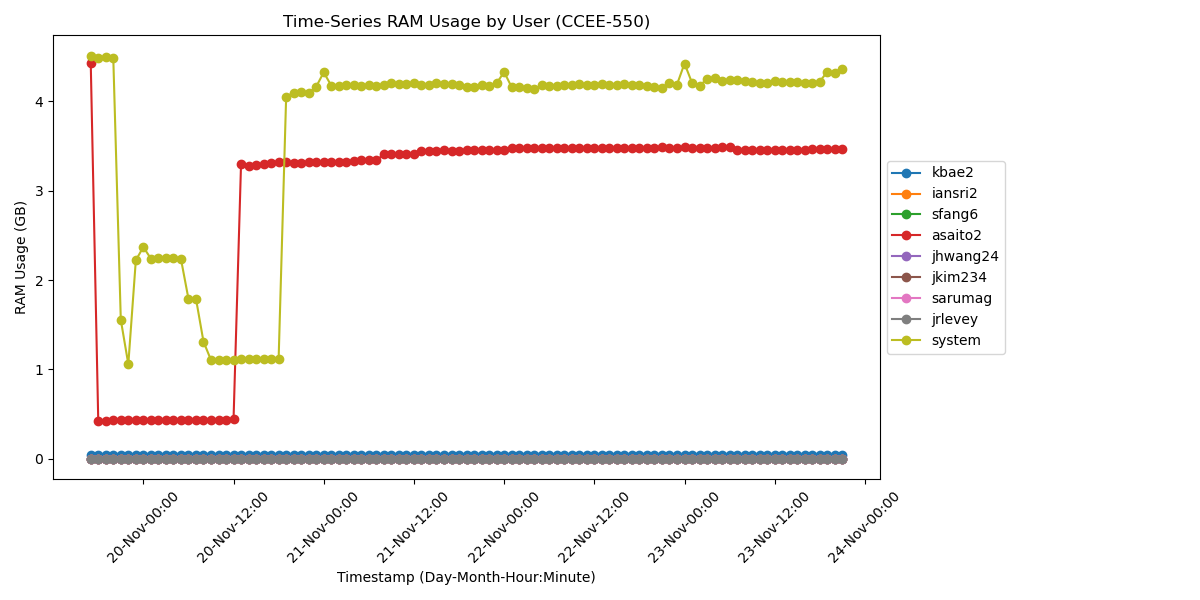 Time-Series RAM Usage by User (CCEE-550)
RAM Usage (GB)
4
3
2
1
0
20-Nov-00:00
20-Nov-12:00
21-Nov-00:00
21-Nov-12:00
22-Nov-00:00
22-Nov-12:00
23-Nov-00:00
23-Nov-12:00
24-Nov-00:00
Timestamp (Day-Month-Hour:Minute)
kbae2
iansri2
sfang6
asaito2
jhwang24
jkim234
sarumag
jrlevey
system